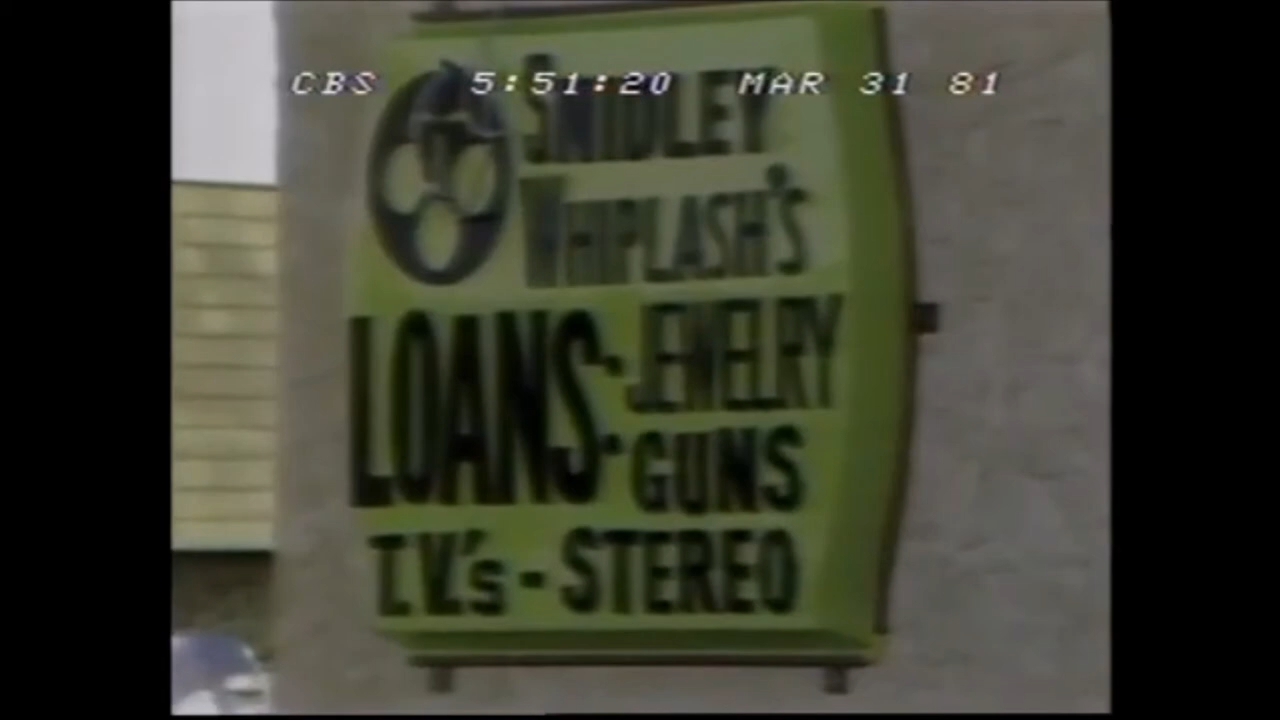 CBS 5:51:20 MAR 31 81
SNIDLEY
WHIPLASH'S
LOANS- JEWELRY
- GUNS
T.V.'s - STEREO